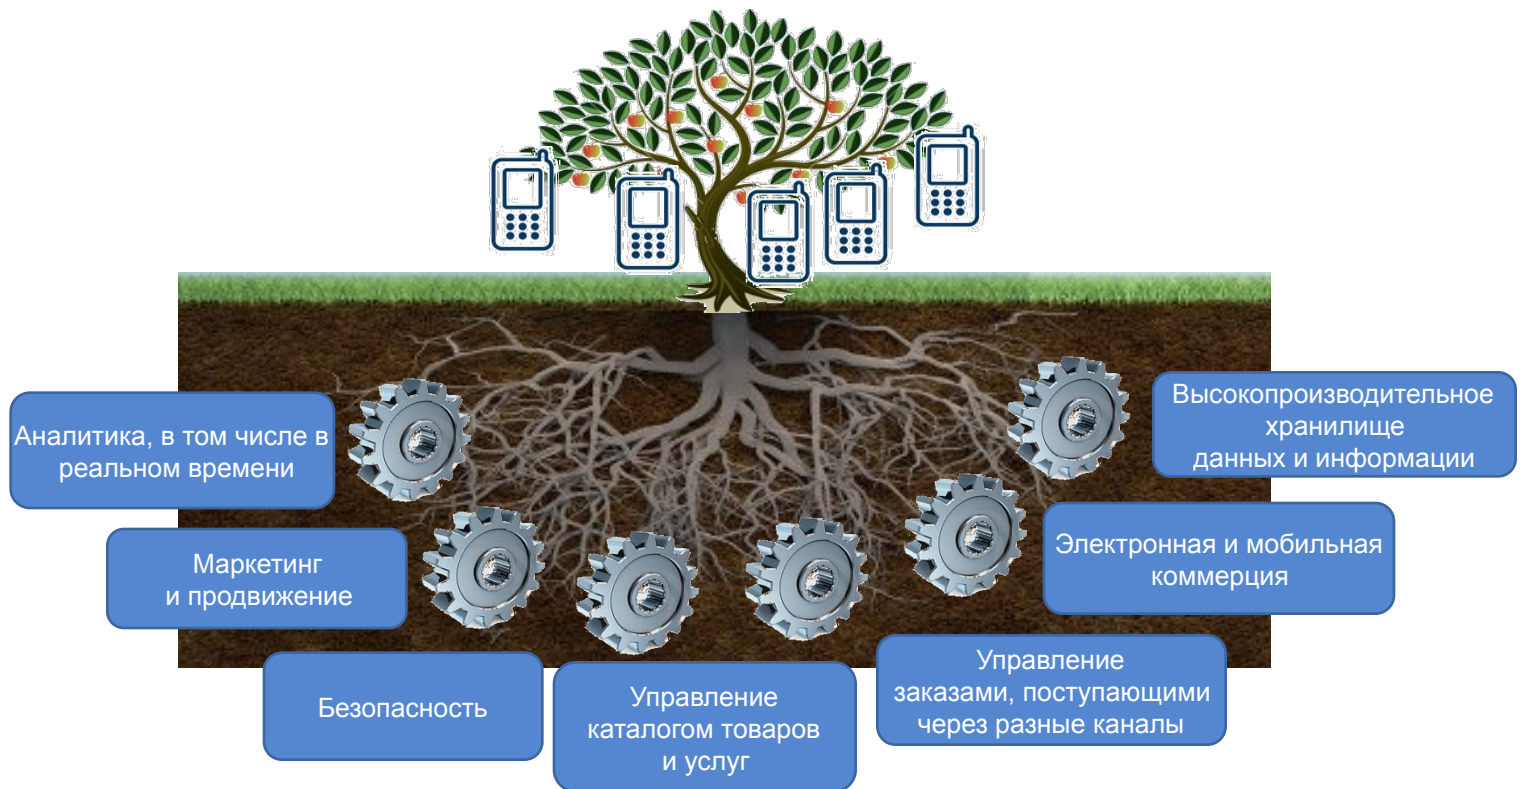 Аналитика, в том числе в
реальном времени
Маркетинг
и продвижение
Безопасность
Управление
каталогом товаров
и услуг
Управление
заказами, поступающими
через разные каналы
Электронная и мобильная
коммерция
Высокопроизводительное
хранилище
данных и информации